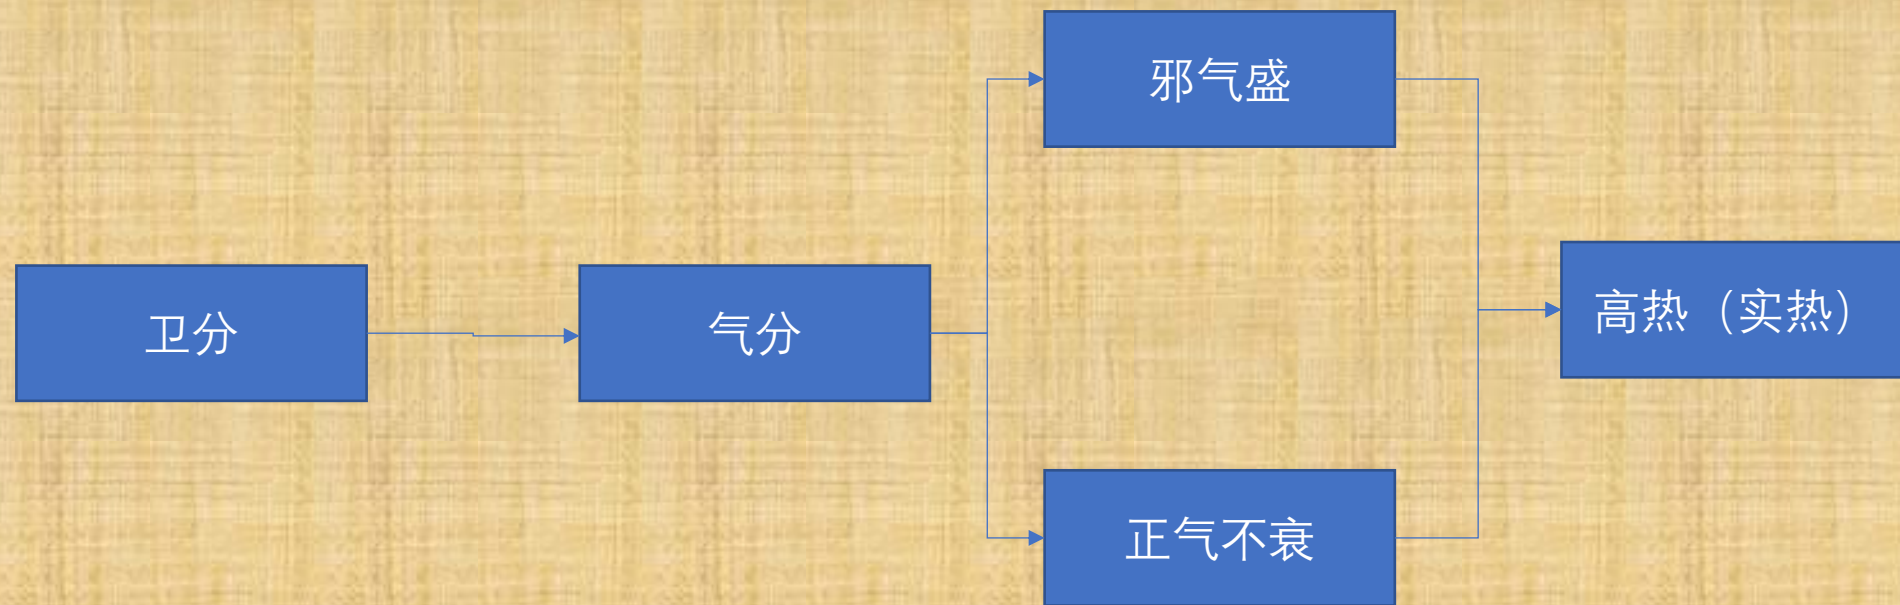 卫分
气分
邪气盛
正气不衰
高热（实热）